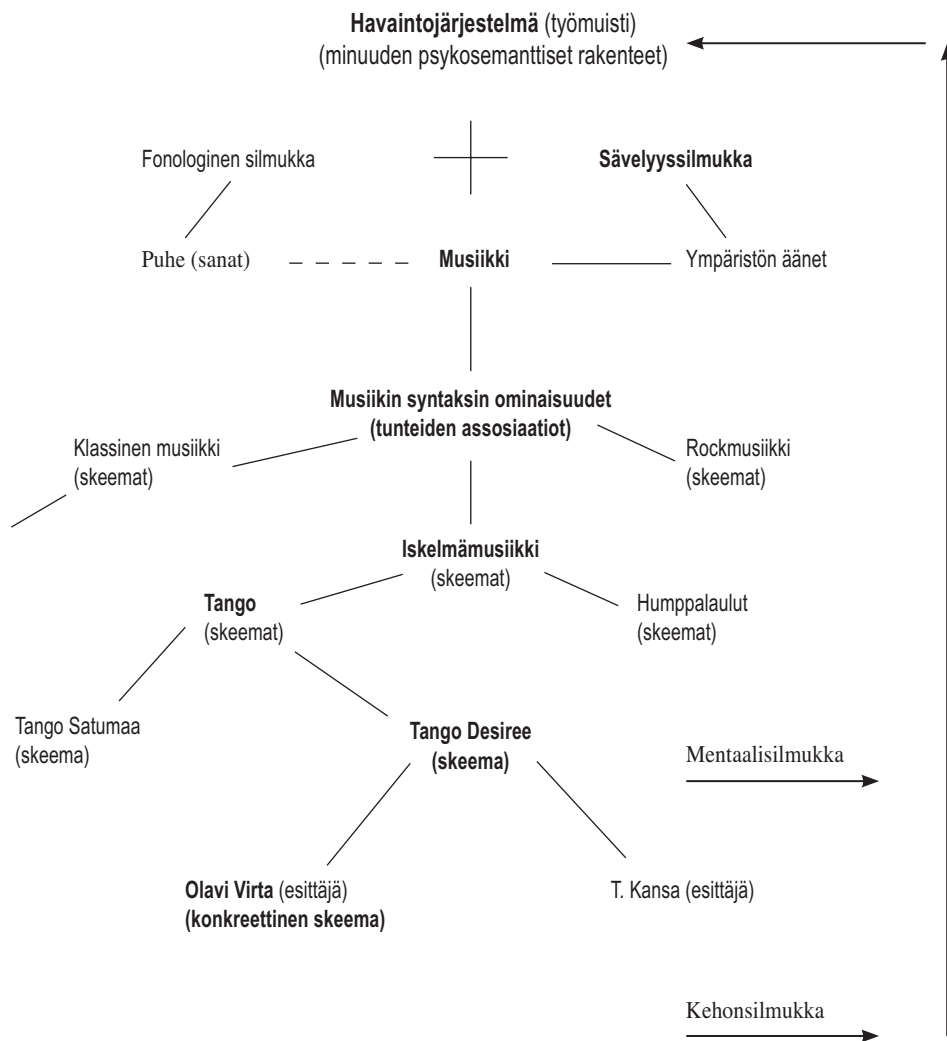 Havaintojärjestelmä (työmuisti)
(minuuden psykosemanttiset rakenteet)
Fonologinen silmukka
Sävelyyssilmukka
Puhe (sanat)
Musiikki
Ympäristön äänet
Musiikin syntaksin ominaisuudet
(tunteiden assosiaatiot)
Klassinen musiikki
(skeemat)
Rockmusiikki
(skeemat)
Iskelmämusiikki
(skeemat)
Tango
(skeemat)
Humppalaulut
(skeemat)
Tango Satumaa
(skeema)
Tango Desiree
(skeema)
Mentaalisilmukka
Olavi Virta (esittäjä)
(konkreettinen skeema)
T. Kansa (esittäjä)
Kehonsilmukka